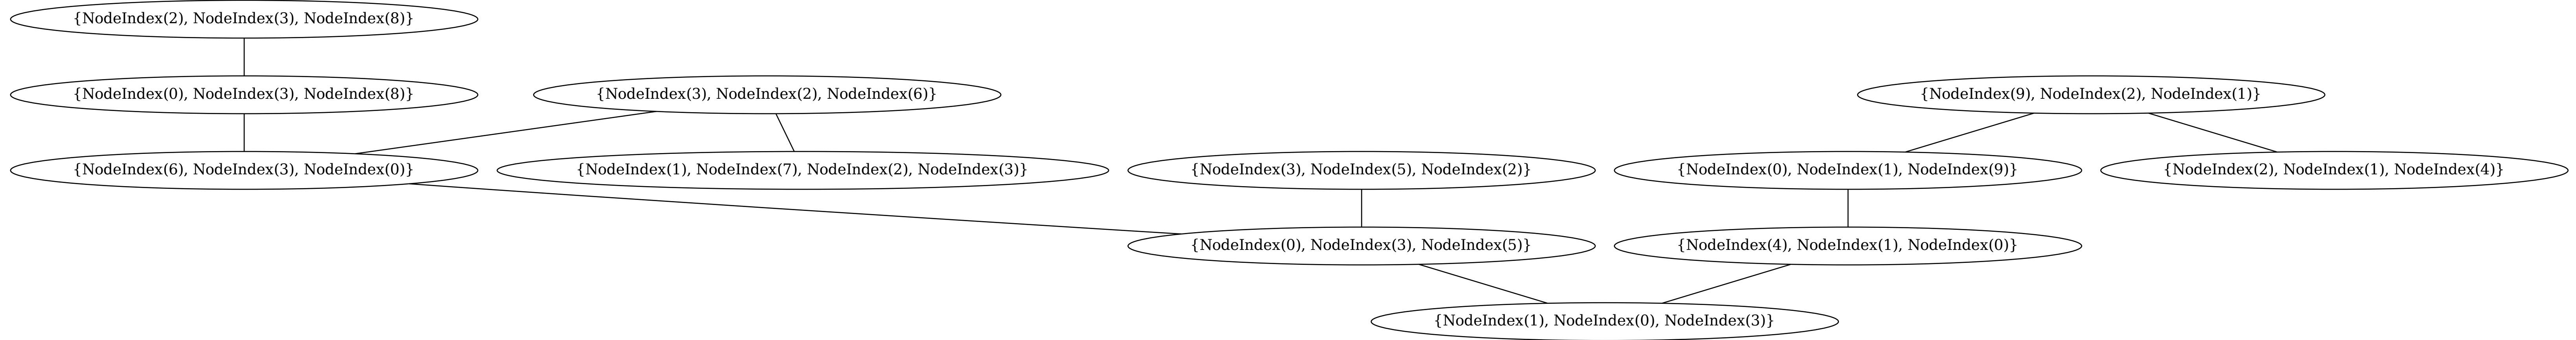 {NodeIndex(2), NodeIndex(3), NodeIndex(8)}
{NodeIndex(0), NodeIndex(3), NodeIndex(8)}
{NodeIndex(3), NodeIndex(2), NodeIndex(6)}
{NodeIndex(9), NodeIndex(2), NodeIndex(1)}
{NodeIndex(6), NodeIndex(3), NodeIndex(0)}
{NodeIndex(1), NodeIndex(7), NodeIndex(2), NodeIndex(3)}
{NodeIndex(3), NodeIndex(5), NodeIndex(2)}
{NodeIndex(0), NodeIndex(1), NodeIndex(9)}
{NodeIndex(2), NodeIndex(1), NodeIndex(4)}
{NodeIndex(0), NodeIndex(3), NodeIndex(5)}
{NodeIndex(4), NodeIndex(1), NodeIndex(0)}
{NodeIndex(1), NodeIndex(0), NodeIndex(3)}